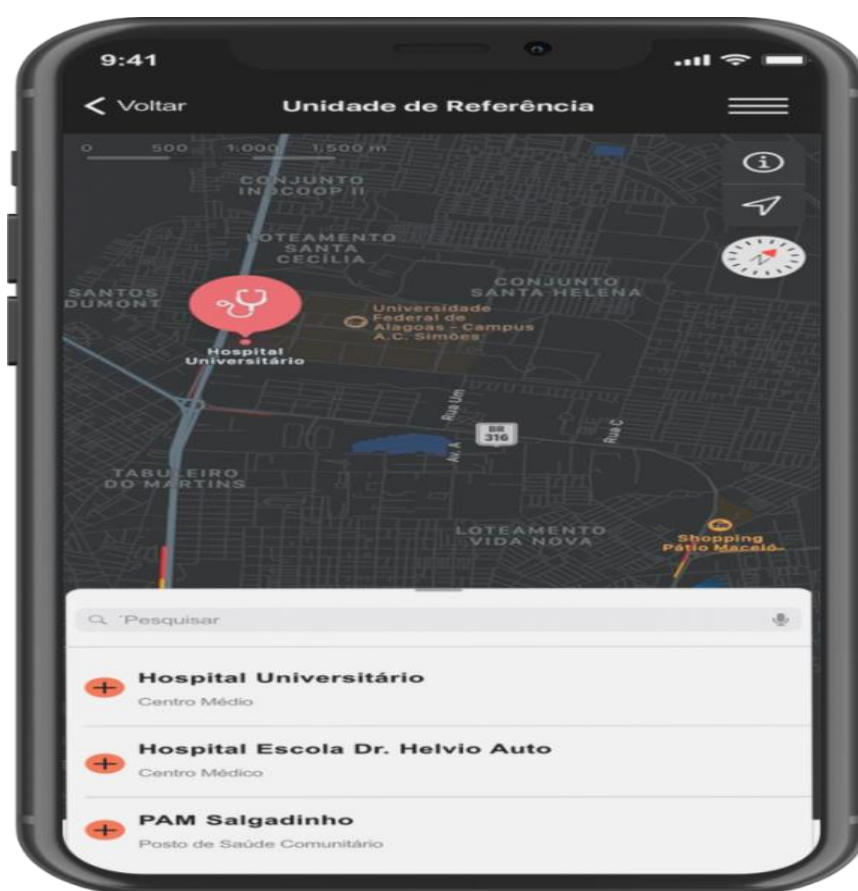 9:41
Voltar
Unidade de Referência
0 500 1.000 1.500 m
CONJUNTO
INOCOOP II
LOTEAMENTO
SANTA
CECÍLIA
CONJUNTO
SANTA HELENA
SANTOS
DUMONT
Universidade
Federal de
Alagoas - Campus
A.C. Simões
Hospital
Universitário
Rua Um
BR
316
Rua C
Av. A
TABULEIRO
DO MARTINS
LOTEAMENTO
VIDA NOVA
Shopping
Pátio Maceió
Pesquisar
Hospital Universitário
Centro Médio
Hospital Escola Dr. Helvio Auto
Centro Médico
PAM Salgadinho
Posto de Saúde Comunitário